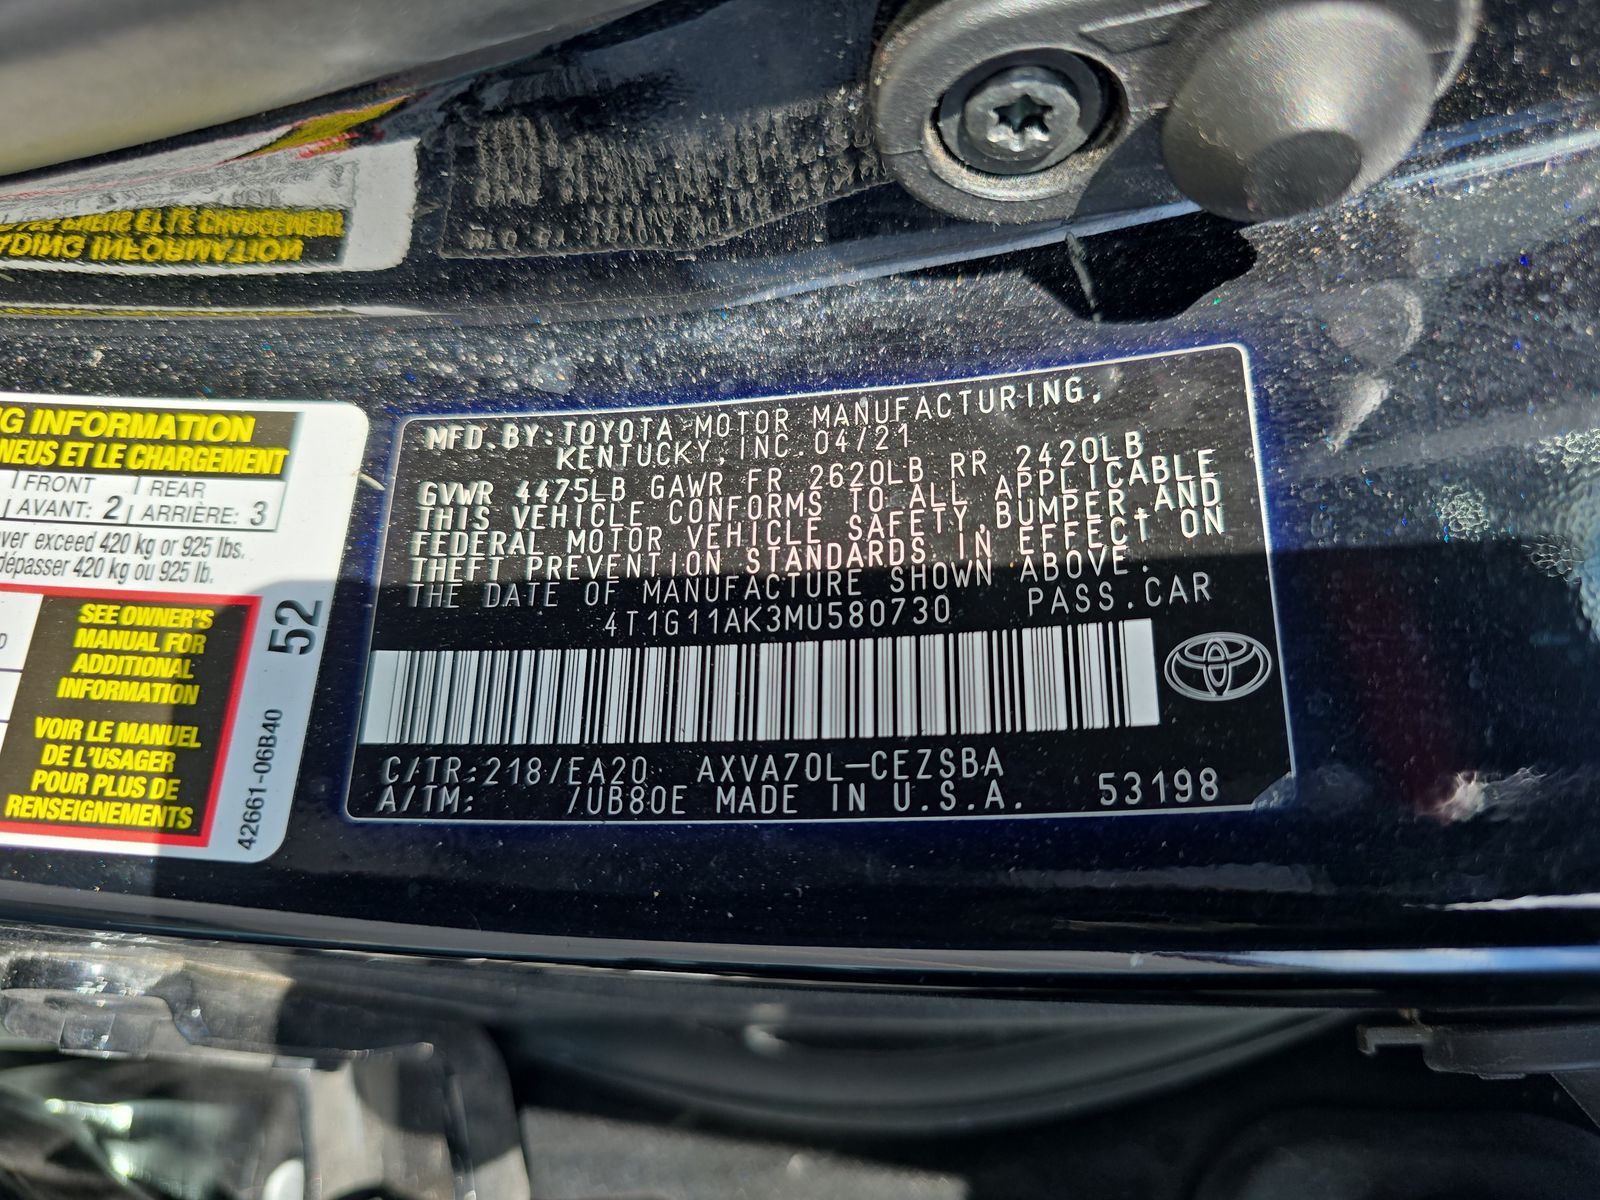 NG INFORMATION
NEUS ET LE CHARGEMENT
FRONT REAR
AVANT: 2 ARRIÈRE: 3
ver exceed 420 kg or 925 lbs.
dépasser 420 kg ou 925 lb.
SEE OWNER'S
MANUAL FOR
ADDITIONAL
INFORMATION
VOIR LE MANUEL
DE L'USAGER
POUR PLUS DE
RENSEIGNEMENTS
52
42661-06B40
MFD. BY: TOYOTA MOTOR MANUFACTURING,
KENTUCKY, INC. 04/21
GVWR 4475LB GAWR FR 2620LB RR 2420LB
THIS VEHICLE CONFORMS TO ALL APPLICABLE
FEDERAL MOTOR VEHICLE SAFETY, BUMPER, AND
THEFT PREVENTION STANDARDS IN EFFECT ON
THE DATE OF MANUFACTURE SHOWN ABOVE.
4T1G11AK3MU580730 PASS.CAR
C/TR:218/EA20 AXVA70L-CEZSBA
A/TM: /UB80E MADE IN U.S.A. 53198